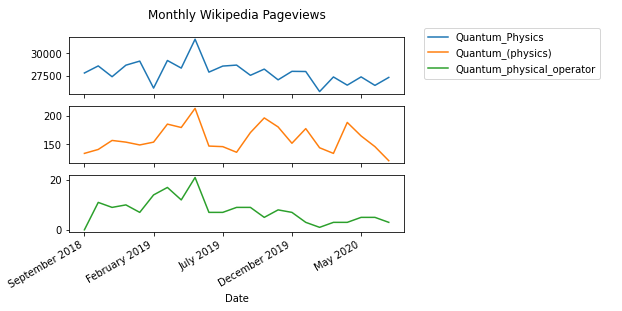 Monthly Wikipedia Pageviews
Quantum_Physics
Quantum_(physics)
Quantum_physical_operator
30000
27500
200
150
20
0
September 2018
February 2019
July 2019
December 2019
May 2020
Date